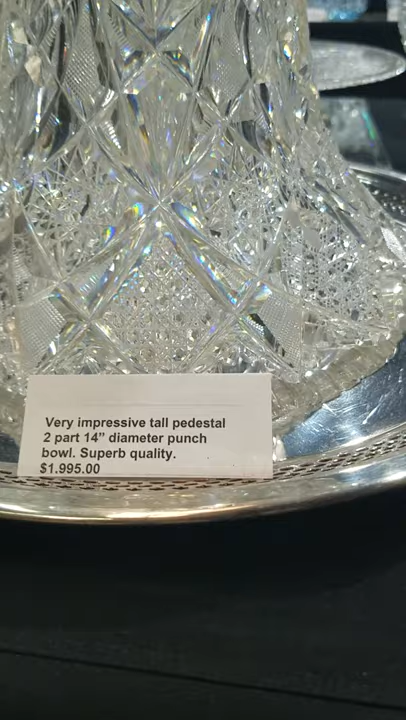 Very impressive tall pedestal
2 part 14" diameter punch
bowl. Superb quality.
$1.995.00